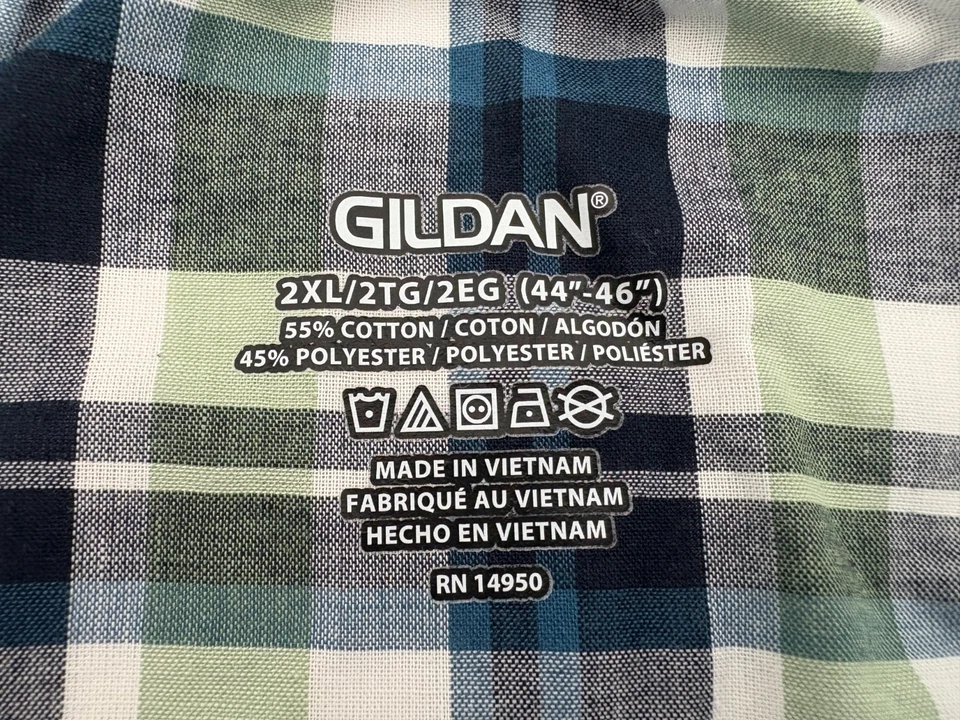 GILDAN®
2XL/2TG/2EG (44"-46")
55% COTTON / COTON / ALGODÓN
45% POLYESTER / POLYESTER / POLIÉSTER
MADE IN VIETNAM
FABRIQUÉ AU VIETNAM
HECHO EN VIETNAM
RN 14950